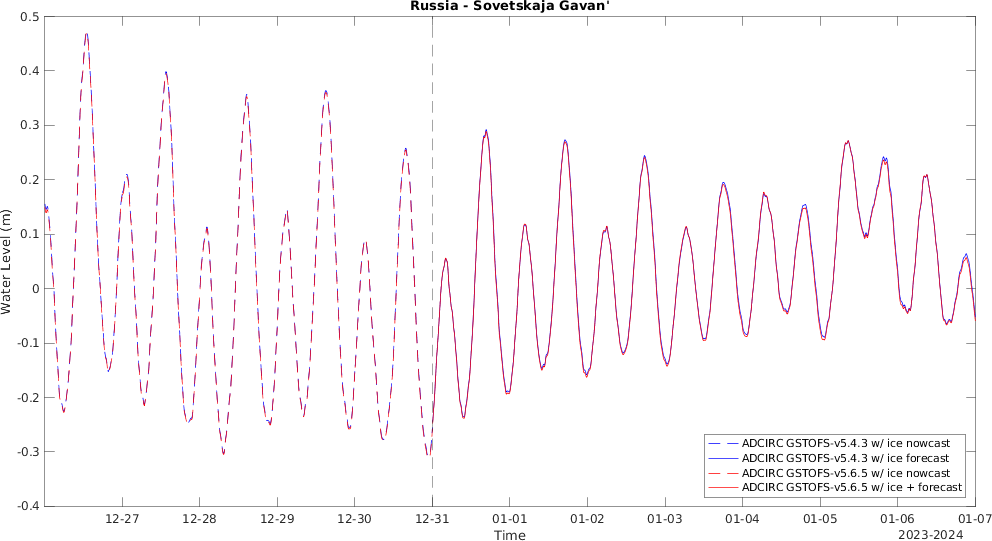 Russia - Sovetskaja Gavan'
0.5
0.4
0.3
0.2
0.1
0
-0.1
-0.2
-0.3
-0.4
Water Level (m)
ADCIRC GSTOFS-v5.4.3 w/ ice nowcast
ADCIRC GSTOFS-v5.4.3 w/ ice forecast
ADCIRC GSTOFS-v5.6.5 w/ ice nowcast
ADCIRC GSTOFS-v5.6.5 w/ ice + forecast
12-27 12-28 12-29 12-30 12-31 01-01 01-02 01-03 01-04 01-05 01-06 01-07
Time
2023-2024